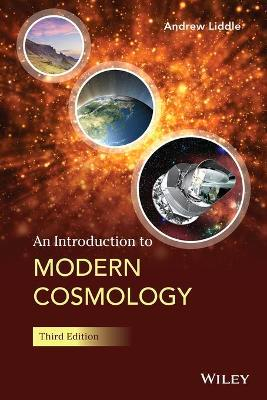 Andrew Liddle
An Introduction to
MODERN
COSMOLOGY
Third Edition
WILEY